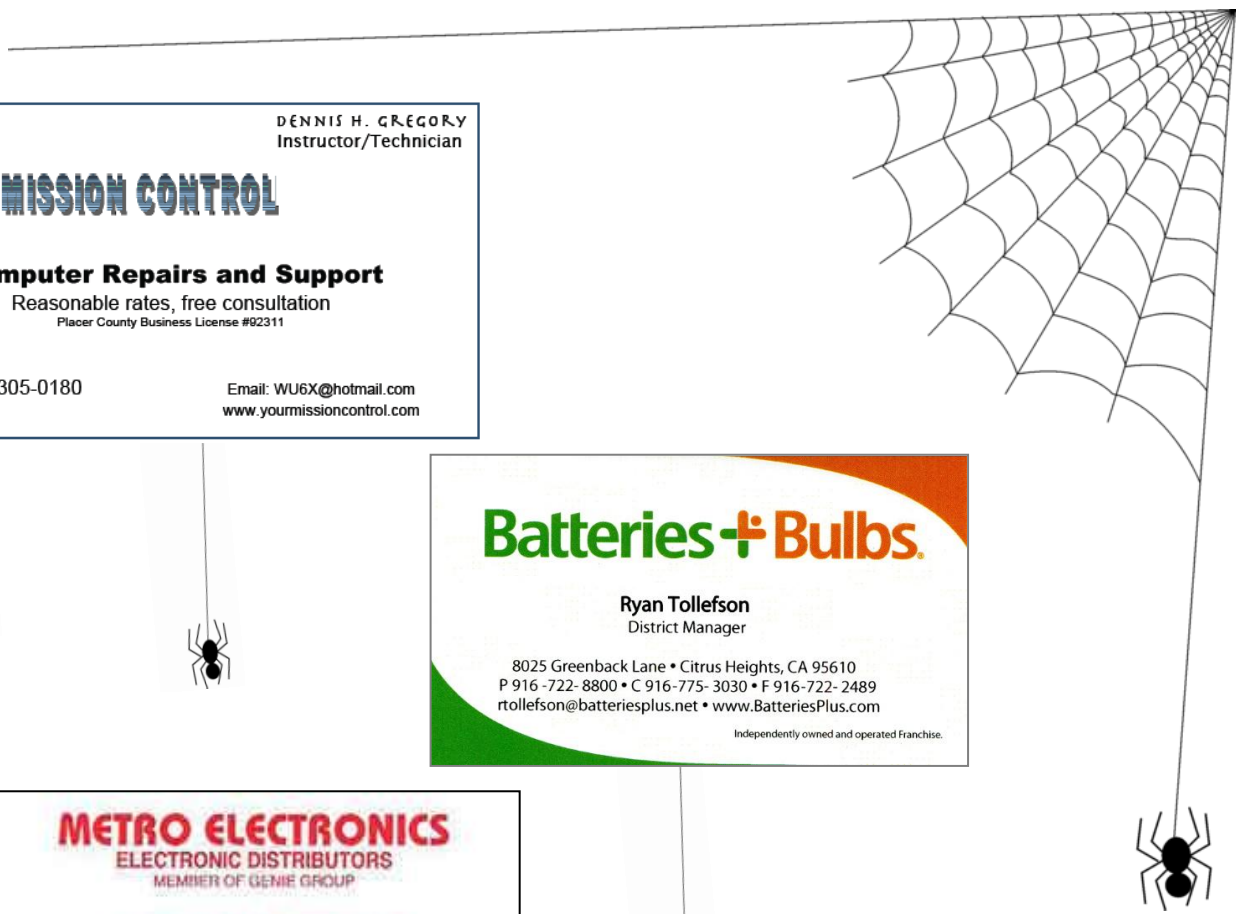 DENNIS H. GREGORY
Instructor/Technician
MISSION CONTROL
mputer Repairs and Support
Reasonable rates, free consultation
Placer County Business License #92311
305-0180
Email: WU6X@hotmail.com
www.yourmissioncontrol.com
Batteries + Bulbs.
Ryan Tollefson
District Manager
8025 Greenback Lane • Citrus Heights, CA 95610
P 916 -722- 8800 • C 916-775- 3030 • F 916-722- 2489
rtollefson@batteriesplus.net • www.BatteriesPlus.com
Independently owned and operated Franchise.
METRO ELECTRONICS
ELECTRONIC DISTRIBUTORS
MEMBER OF GENIE GROUP